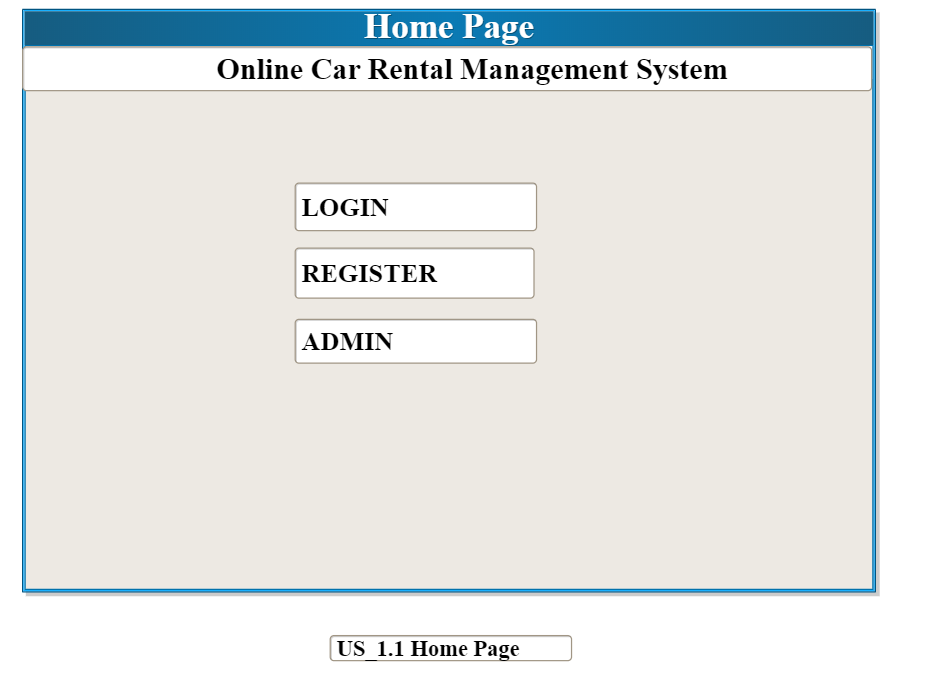 Home Page
Online Car Rental Management System
LOGIN
REGISTER
ADMIN
US_1.1 Home Page